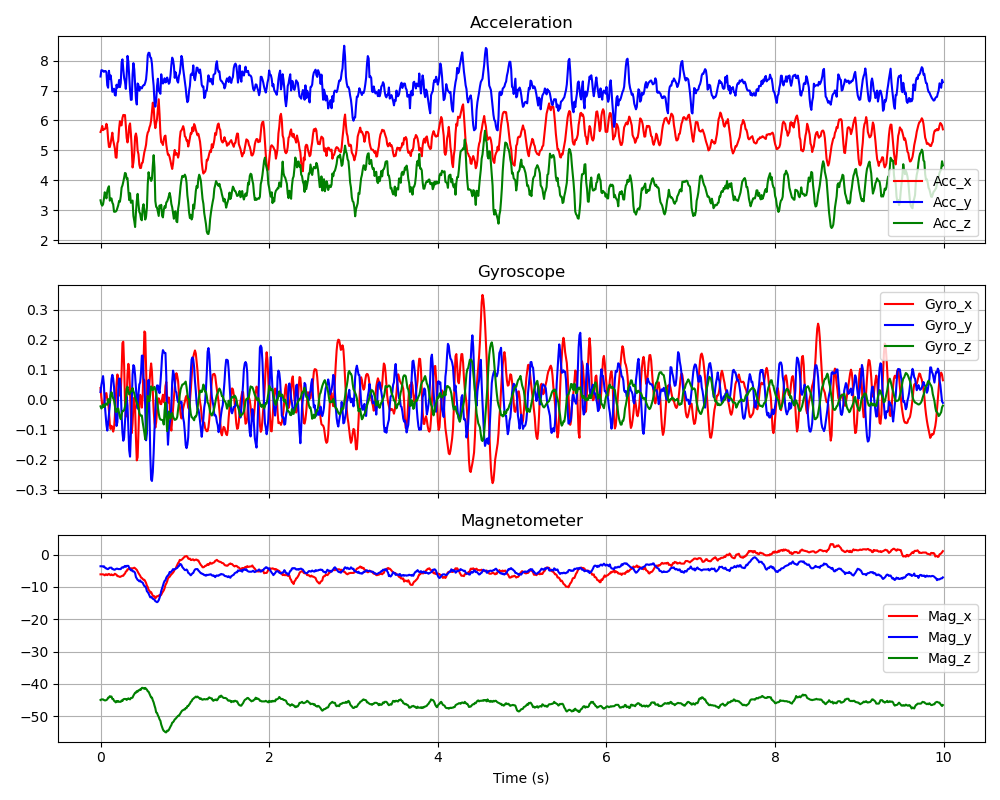 Acceleration
8
7
6
5
4
3
2
Acc_x
Acc_y
Acc_z
Gyroscope
0.3
0.2
0.1
0.0
−0.1
−0.2
−0.3
Gyro_x
Gyro_y
Gyro_z
Magnetometer
0
−10
−20
−30
−40
−50
Mag_x
Mag_y
Mag_z
0 2 4 6 8 10
Time (s)